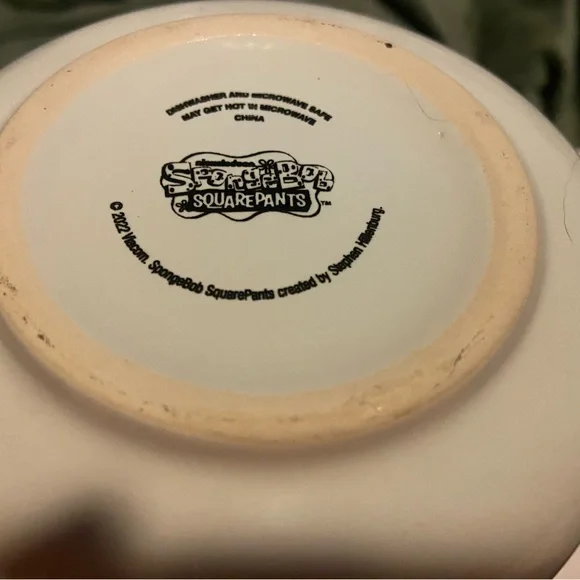 DISHWASHER AND MICROWAVE SAFE
MAY GET HOT IN MICROWAVE
CHINA
nickelodeon
SPONGEBOB
SQUAREPANTS ™
© 2022 Viacom. SpongeBob SquarePants created by Stephen Hillenburg.